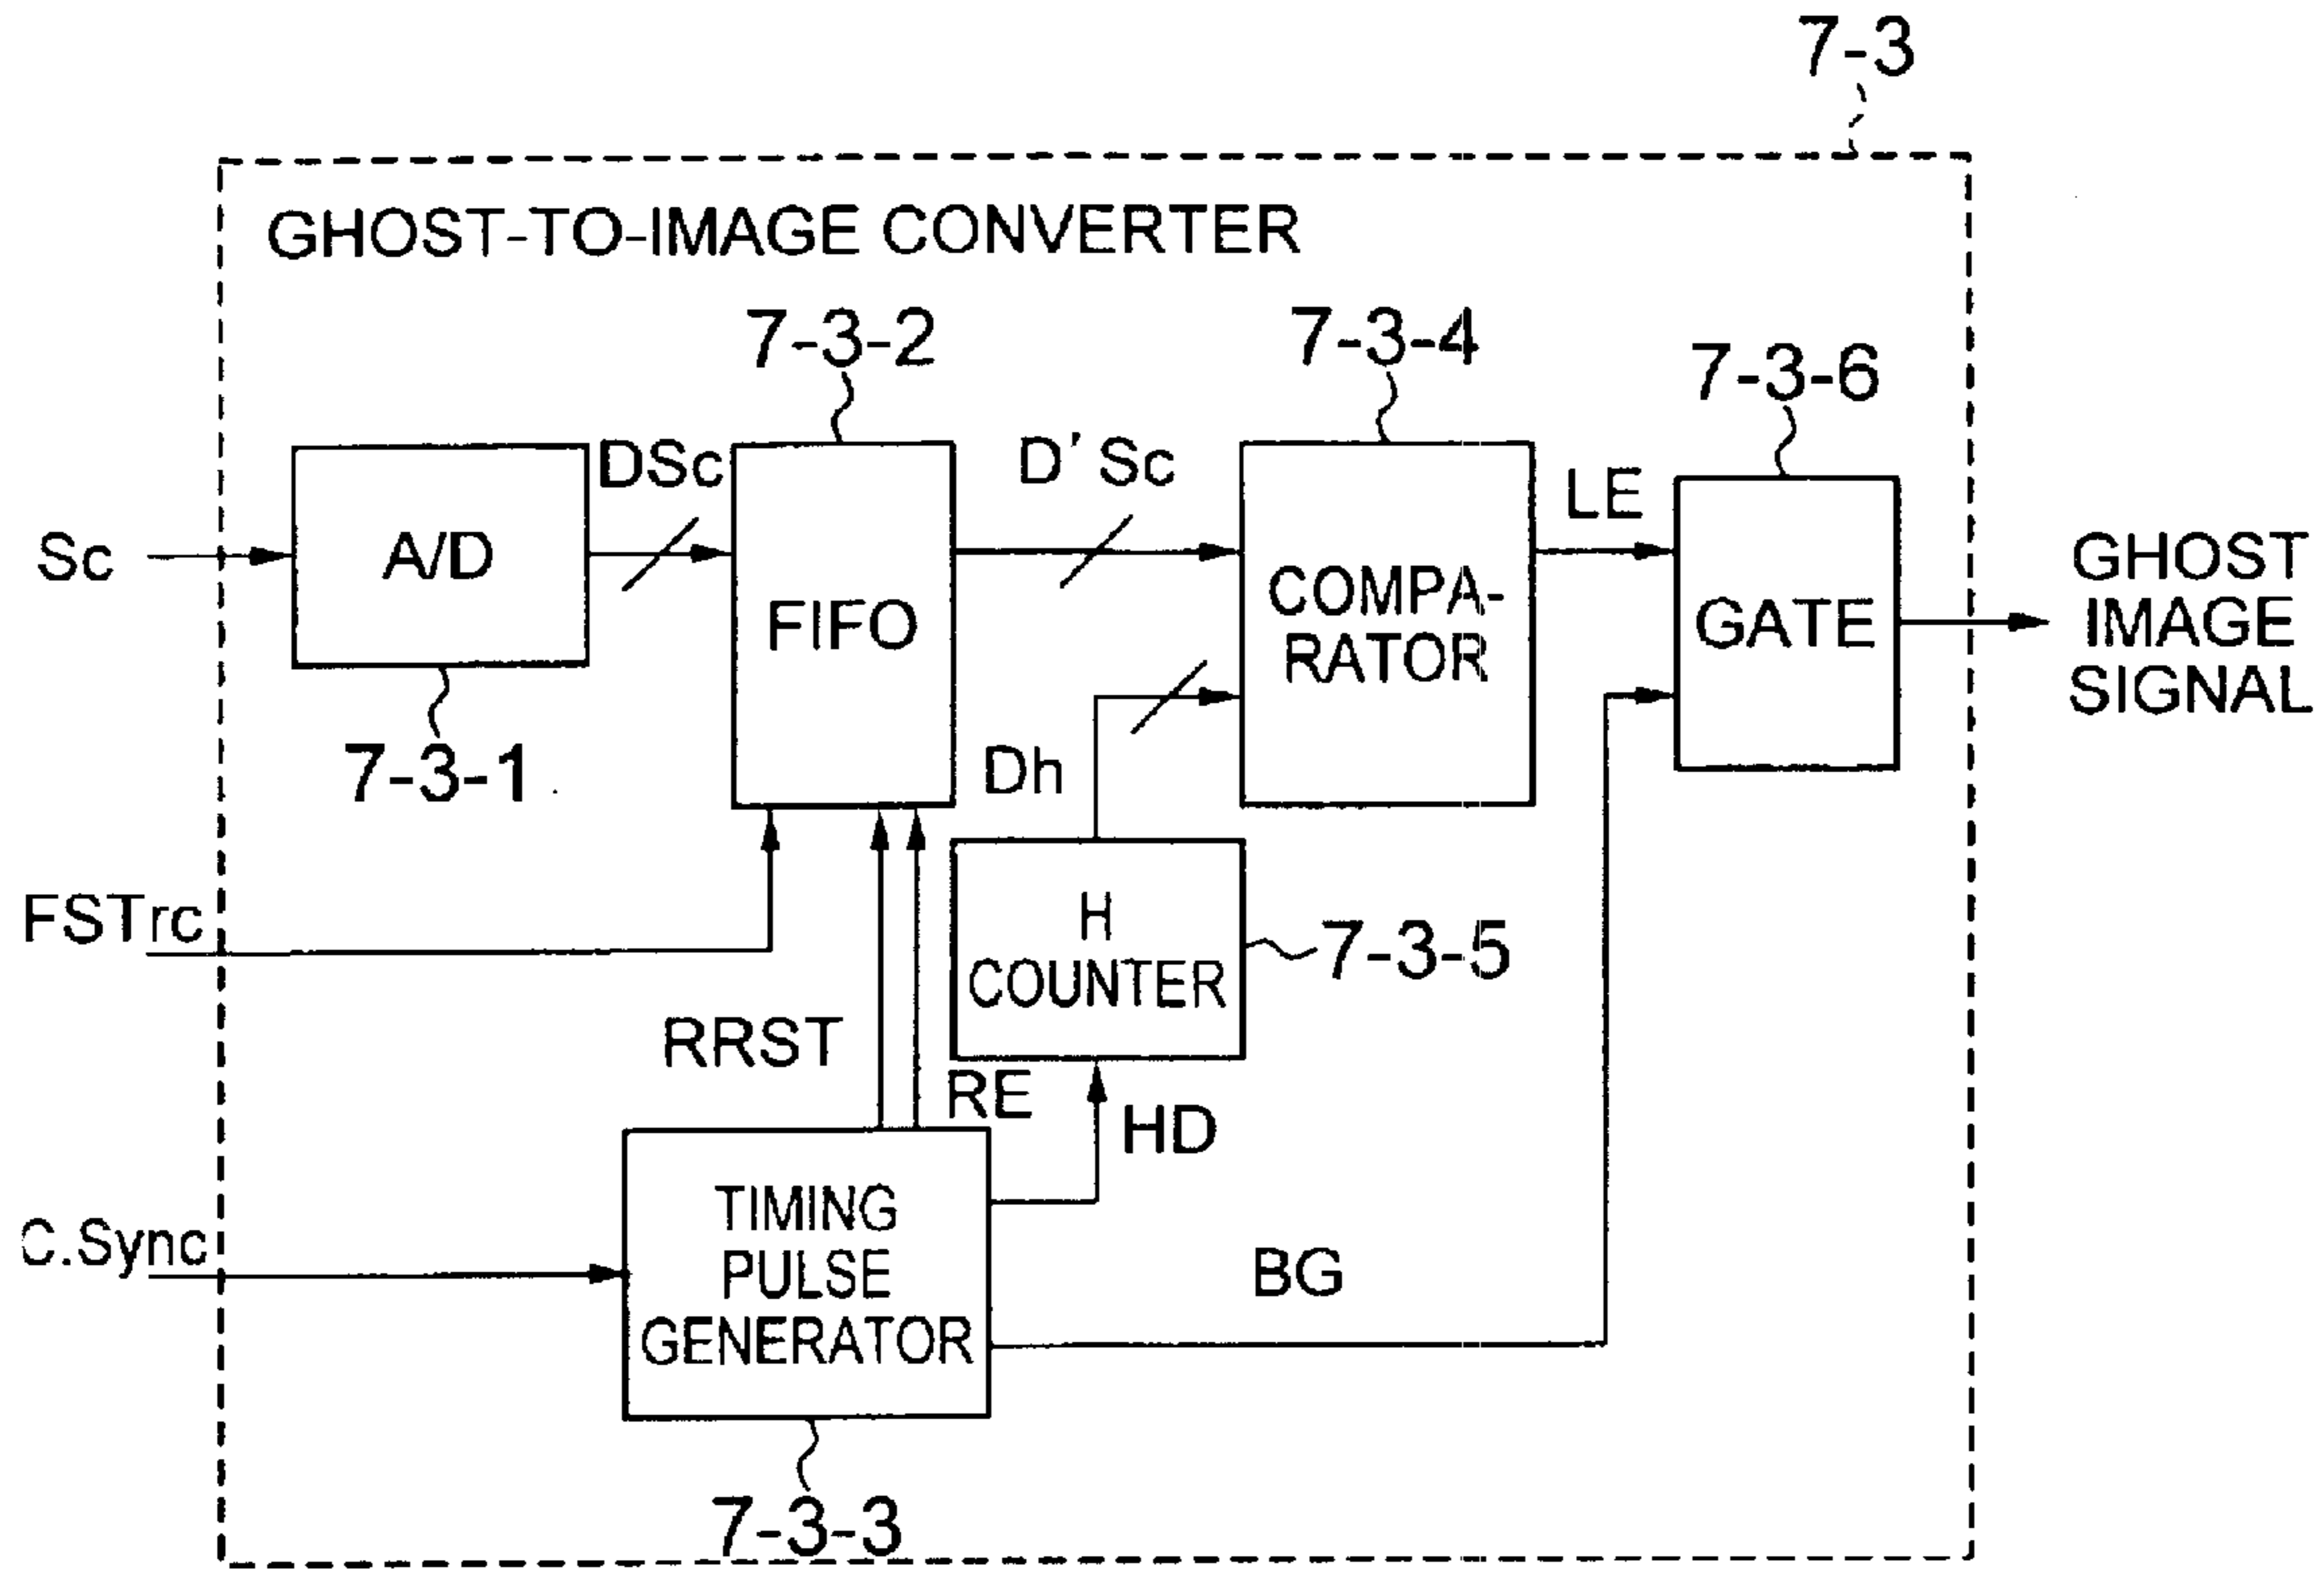 7-3
GHOST-TO-IMAGE CONVERTER
7-3-2
7-3-4
7-3-6
DSc
D' Sc
LE
Sc
A/D
FIFO
COMPA-
RATOR
GATE
GHOST
IMAGE
SIGNAL
7-3-1
Dh
FSTrc
H
COUNTER
7-3-5
RRST
RE
HD
C.Sync
TIMING
PULSE
GENERATOR
BG
7-3-3